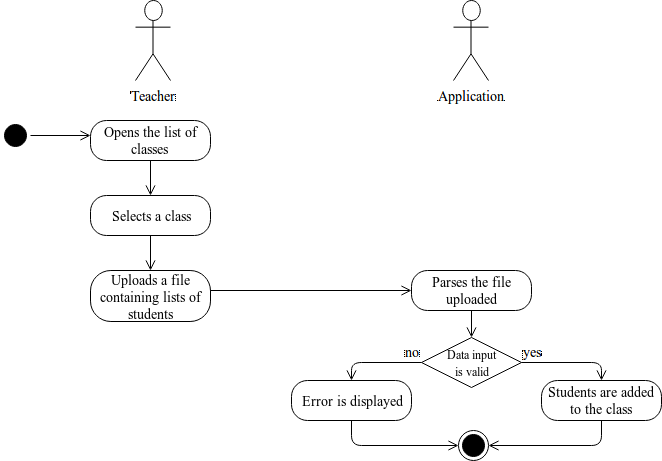 Teacher
Application
Opens the list of
classes
Selects a class
Uploads a file
containing lists of
students
Parses the file
uploaded
no
Data input
is valid
yes
Error is displayed
Students are added
to the class